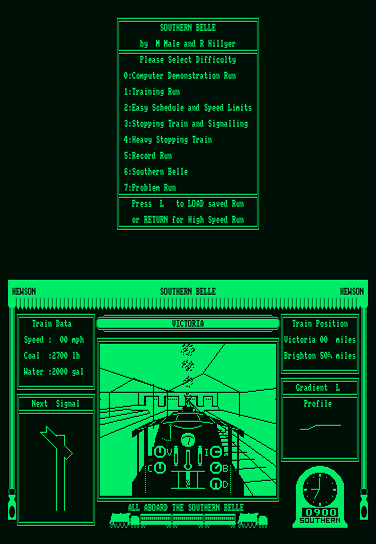 SOUTHERN BELLE
by M Male and R Hillyer
Please Select Difficulty
0:Computer Demonstration Run
1:Training Run
2:Easy Schedule and Speed Limits
3:Stopping Train and Signalling
4:Heavy Stopping Train
5:Record Run
6:Southern Belle
7:Problem Run
Press L to LOAD saved Run
or RETURN for High Speed Run
HEWSON SOUTHERN BELLE HEWSON
Train Data
Speed : 00 mph
Coal :2700 lb
Water :2000 gal
VICTORIA
Train Position
Victoria 00 miles
Brighton 50¾ miles
Next Signal
Gradient L
Profile
V I
C B
D
0900
SOUTHERN
ALL ABOARD THE SOUTHERN BELLE